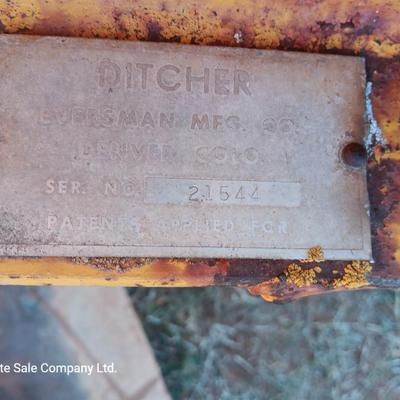 DITCHER
EVERSMAN MFG. CO.
DENVER, COLO.
SER. NO. 21544
PATENTS APPLIED FOR
te Sale Company Ltd.